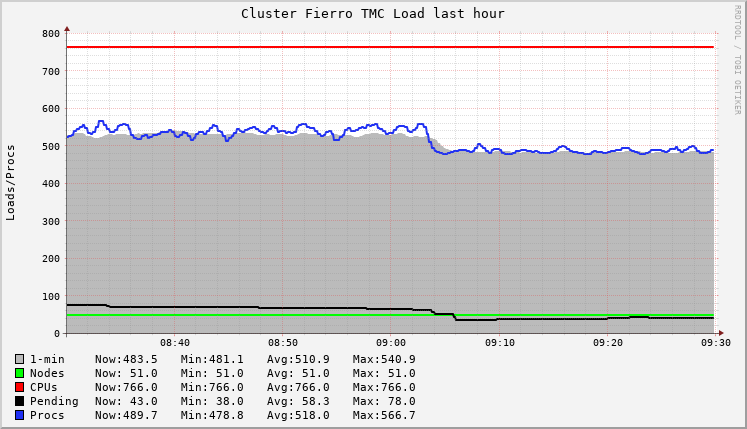 Cluster Fierro TMC Load last hour
RRDTOOL / TOBI OETIKER
Loads/Procs
800
700
600
500
400
300
200
100
0
08:40 08:50 09:00 09:10 09:20 09:30
1-min Now:483.5 Min:481.1 Avg:510.9 Max:540.9
Nodes Now: 51.0 Min: 51.0 Avg: 51.0 Max: 51.0
CPUs Now:766.0 Min:766.0 Avg:766.0 Max:766.0
Pending Now: 43.0 Min: 38.0 Avg: 58.3 Max: 78.0
Procs Now:489.7 Min:478.8 Avg:518.0 Max:566.7